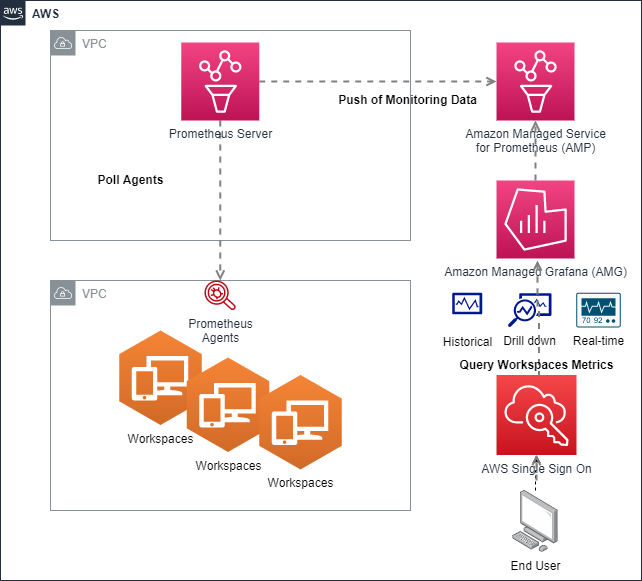 aws
AWS
VPC
Prometheus Server
Push of Monitoring Data
Amazon Managed Service
for Prometheus (AMP)
Poll Agents
Amazon Managed Grafana (AMG)
VPC
Prometheus
Agents
Historical
Drill down
70 92
Real-time
Query Workspaces Metrics
Workspaces
Workspaces
Workspaces
AWS Single Sign On
End User